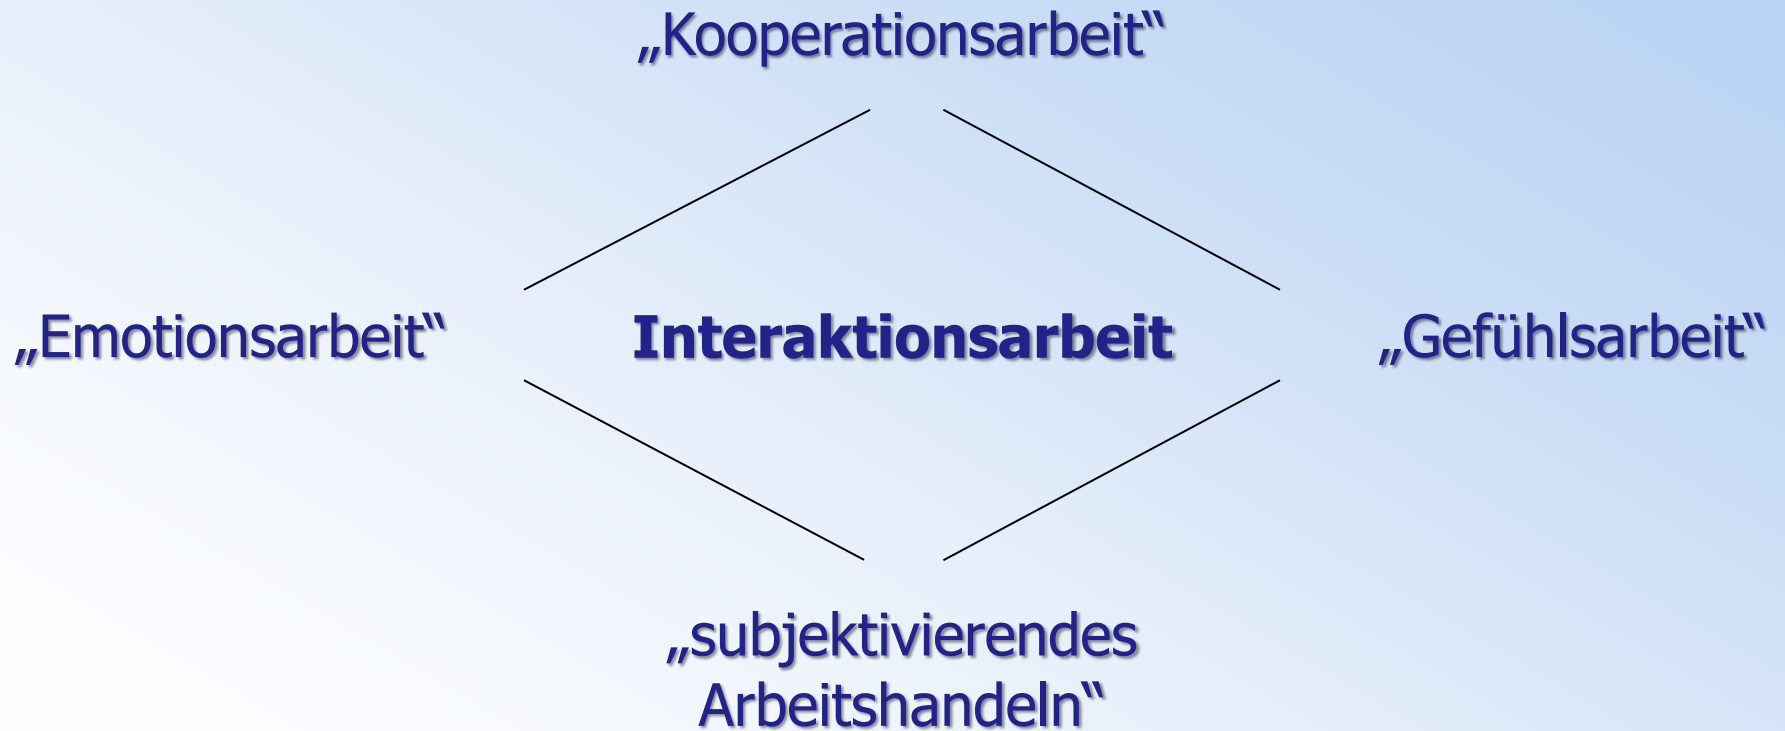 „Kooperationsarbeit“
„Emotionsarbeit“
Interaktionsarbeit
„Gefühlsarbeit“
„subjektivierendes
Arbeitshandeln“